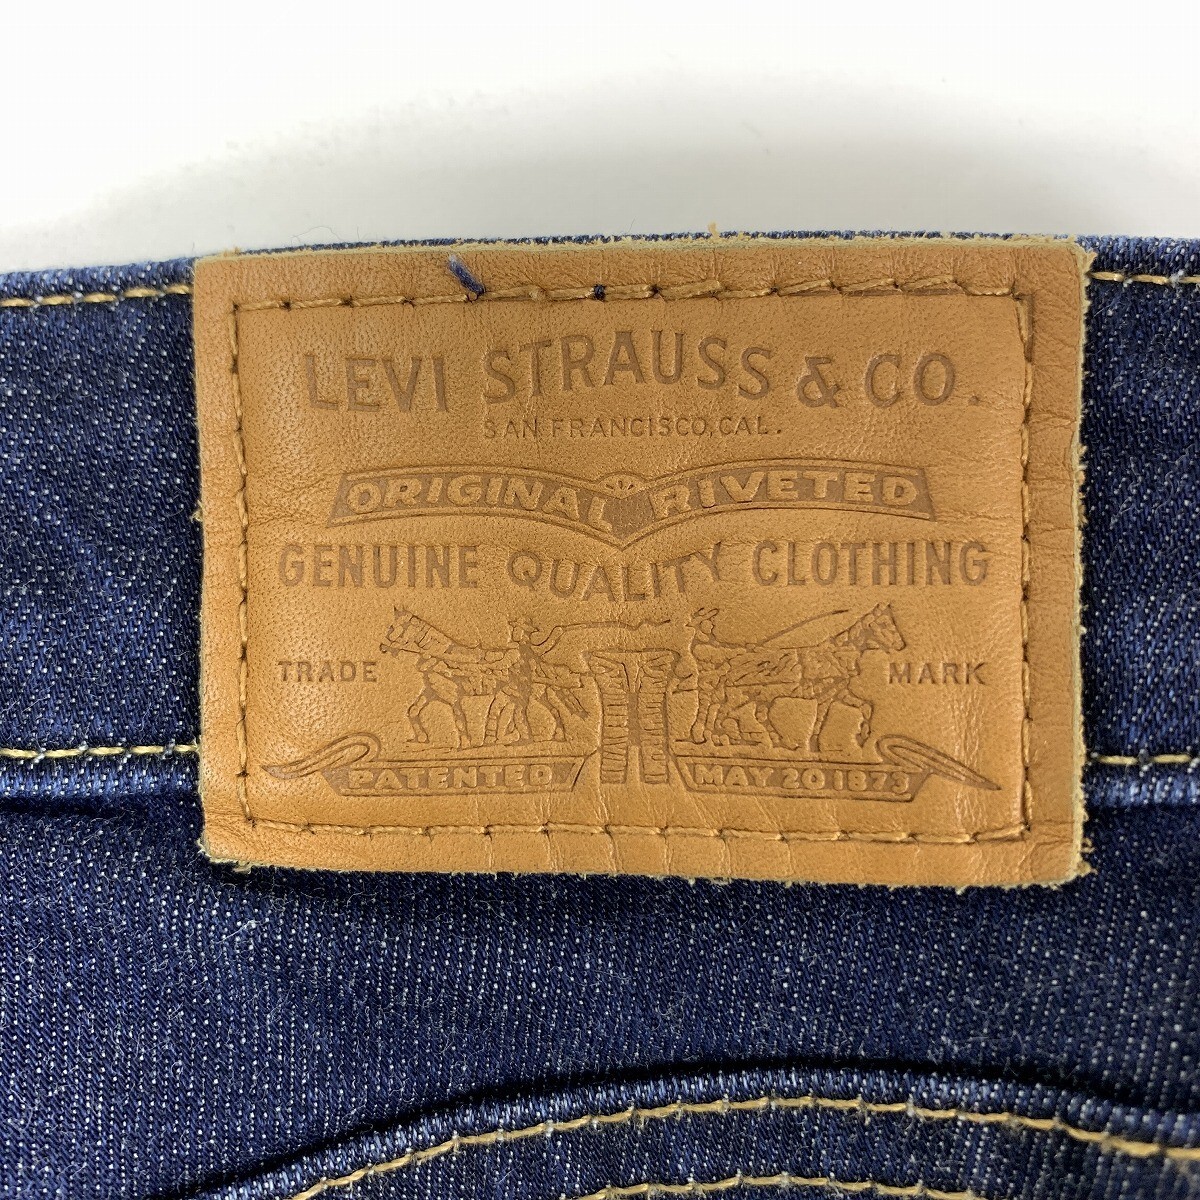 LEVI STRAUSS & CO.
SAN FRANCISCO, CAL.
ORIGINAL RIVETED
GENUINE QUALITY CLOTHING
TRADE MARK
PATENTED MAY 20 1873